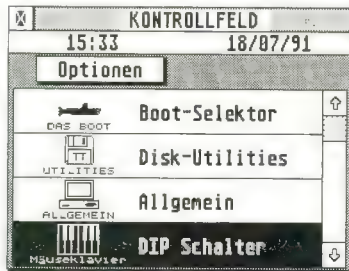 KONTROLLFELD
15:33 18/07/91
Optionen
DAS BOOT Boot-Selektor
UTILITIES Disk-Utilities
ALLGEMEIN Allgemein
Mäuseklavier DIP Schalter